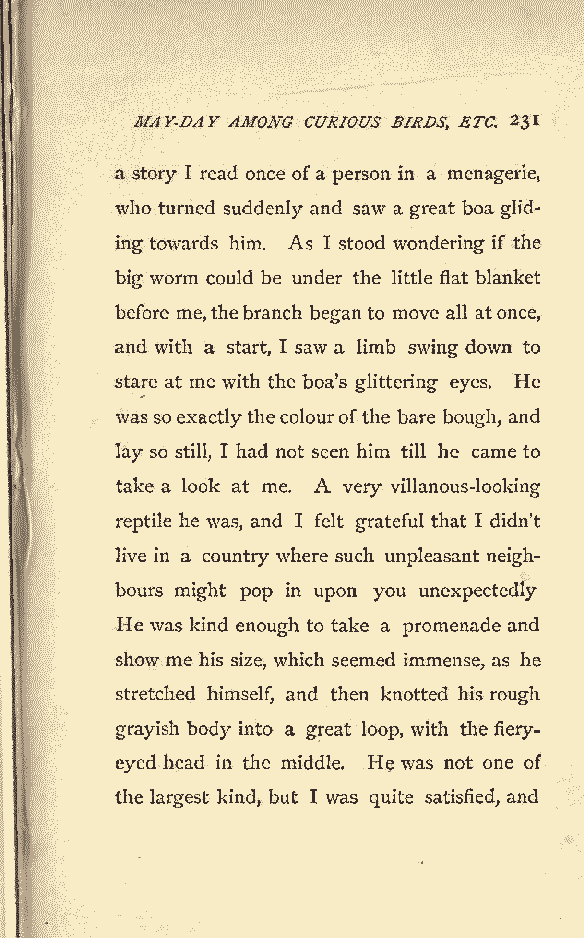 MAY-DAY AMONG CURIOUS BIRDS, ETC. 231
a story I read once of a person in a menagerie,
who turned suddenly and saw a great boa glid-
ing towards him. As I stood wondering if the
big worm could be under the little flat blanket
before me, the branch began to move all at once,
and with a start, I saw a limb swing down to
stare at me with the boa's glittering eyes. He
was so exactly the colour of the bare bough, and
lay so still, I had not seen him till he came to
take a look at me. A very villanous-looking
reptile he was, and I felt grateful that I didn't
live in a country where such unpleasant neigh-
bours might pop in upon you unexpectedly
He was kind enough to take a promenade and
show me his size, which seemed immense, as he
stretched himself, and then knotted his rough
grayish body into a great loop, with the fiery-
eyed head in the middle. He was not one of
the largest kind, but I was quite satisfied, and